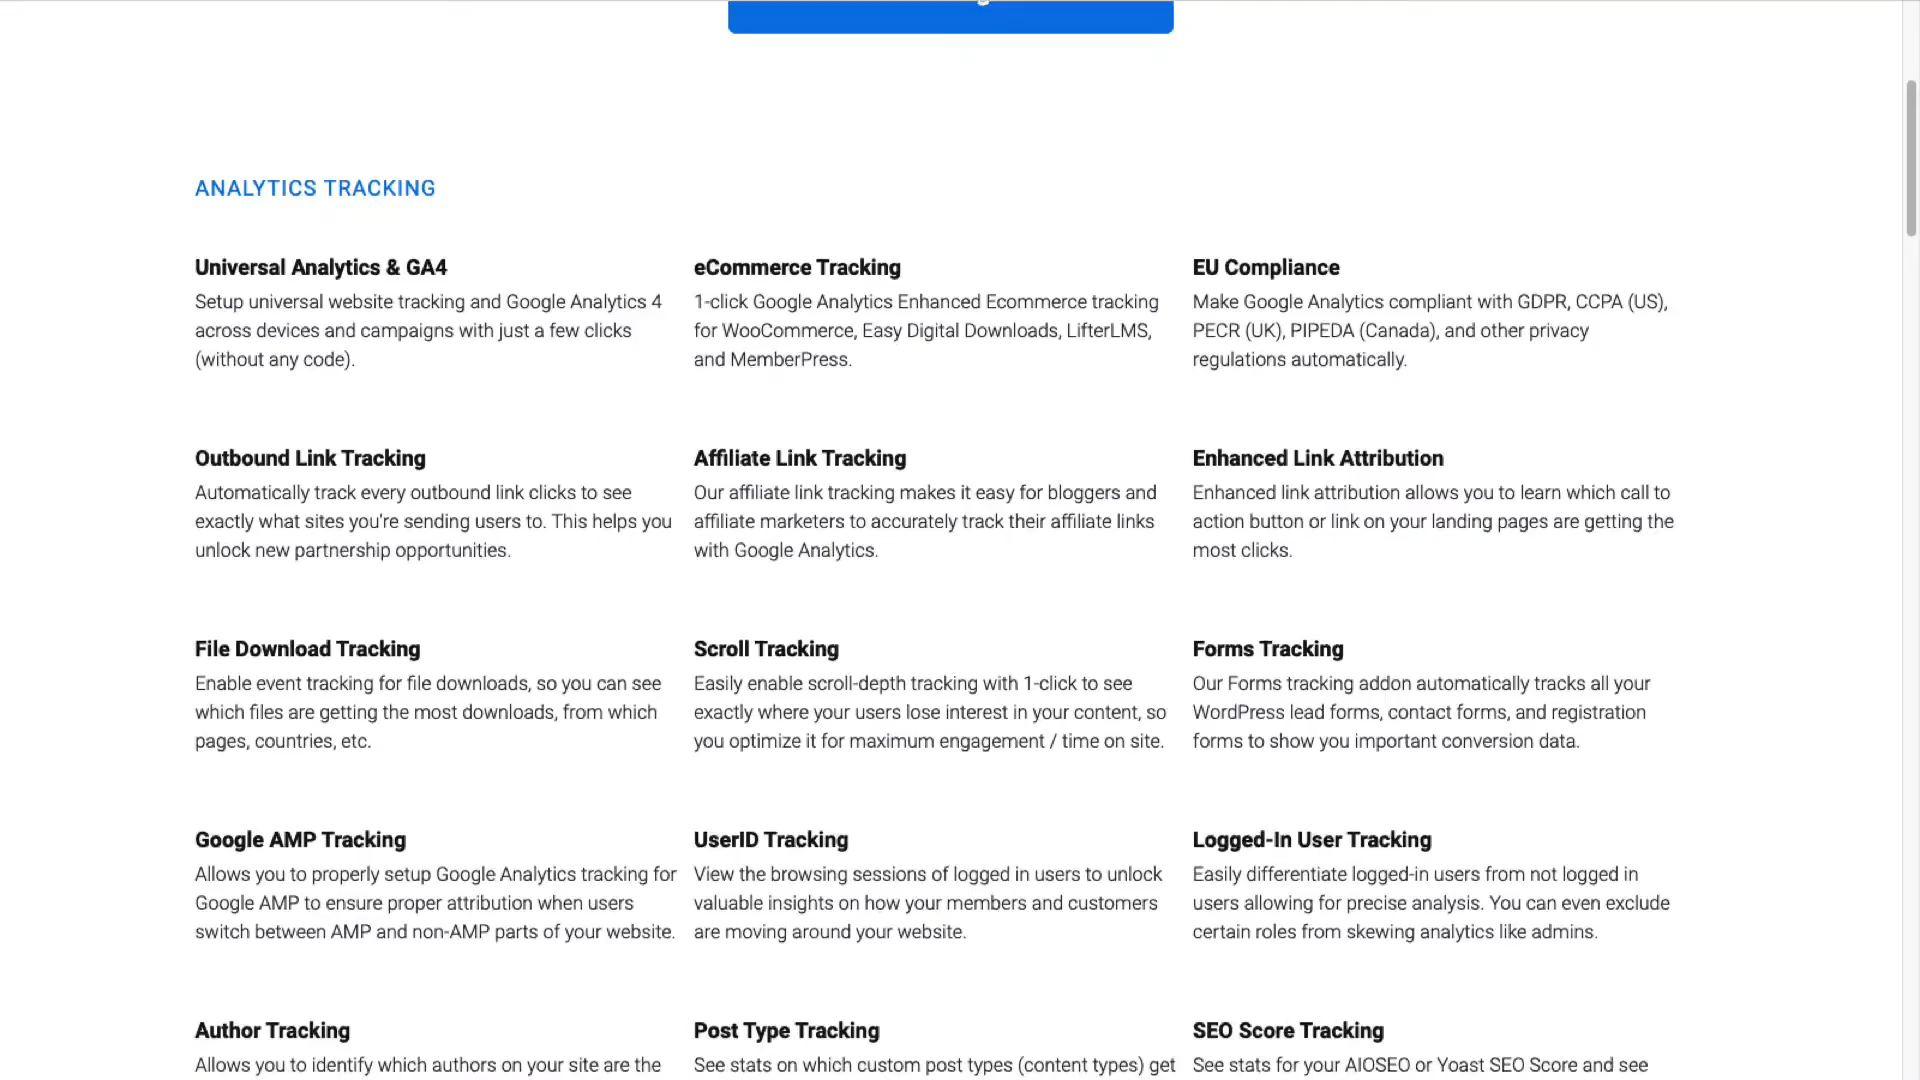 ANALYTICS TRACKING
Universal Analytics & GA4
Setup universal website tracking and Google Analytics 4
across devices and campaigns with just a few clicks
(without any code).
eCommerce Tracking
1-click Google Analytics Enhanced Ecommerce tracking
for WooCommerce, Easy Digital Downloads, LifterLMS,
and MemberPress.
EU Compliance
Make Google Analytics compliant with GDPR, CCPA (US),
PECR (UK), PIPEDA (Canada), and other privacy
regulations automatically.
Outbound Link Tracking
Automatically track every outbound link clicks to see
exactly what sites you're sending users to. This helps you
unlock new partnership opportunities.
Affiliate Link Tracking
Our affiliate link tracking makes it easy for bloggers and
affiliate marketers to accurately track their affiliate links
with Google Analytics.
Enhanced Link Attribution
Enhanced link attribution allows you to learn which call to
action button or link on your landing pages are getting the
most clicks.
File Download Tracking
Enable event tracking for file downloads, so you can see
which files are getting the most downloads, from which
pages, countries, etc.
Scroll Tracking
Easily enable scroll-depth tracking with 1-click to see
exactly where your users lose interest in your content, so
you optimize it for maximum engagement / time on site.
Forms Tracking
Our Forms tracking addon automatically tracks all your
WordPress lead forms, contact forms, and registration
forms to show you important conversion data.
Google AMP Tracking
Allows you to properly setup Google Analytics tracking for
Google AMP to ensure proper attribution when users
switch between AMP and non-AMP parts of your website.
UserID Tracking
View the browsing sessions of logged in users to unlock
valuable insights on how your members and customers
are moving around your website.
Logged-In User Tracking
Easily differentiate logged-in users from not logged in
users allowing for precise analysis. You can even exclude
certain roles from skewing analytics like admins.
Author Tracking
Allows you to identify which authors on your site are the
Post Type Tracking
See stats on which custom post types (content types) get
SEO Score Tracking
See stats for your AIOSEO or Yoast SEO Score and see